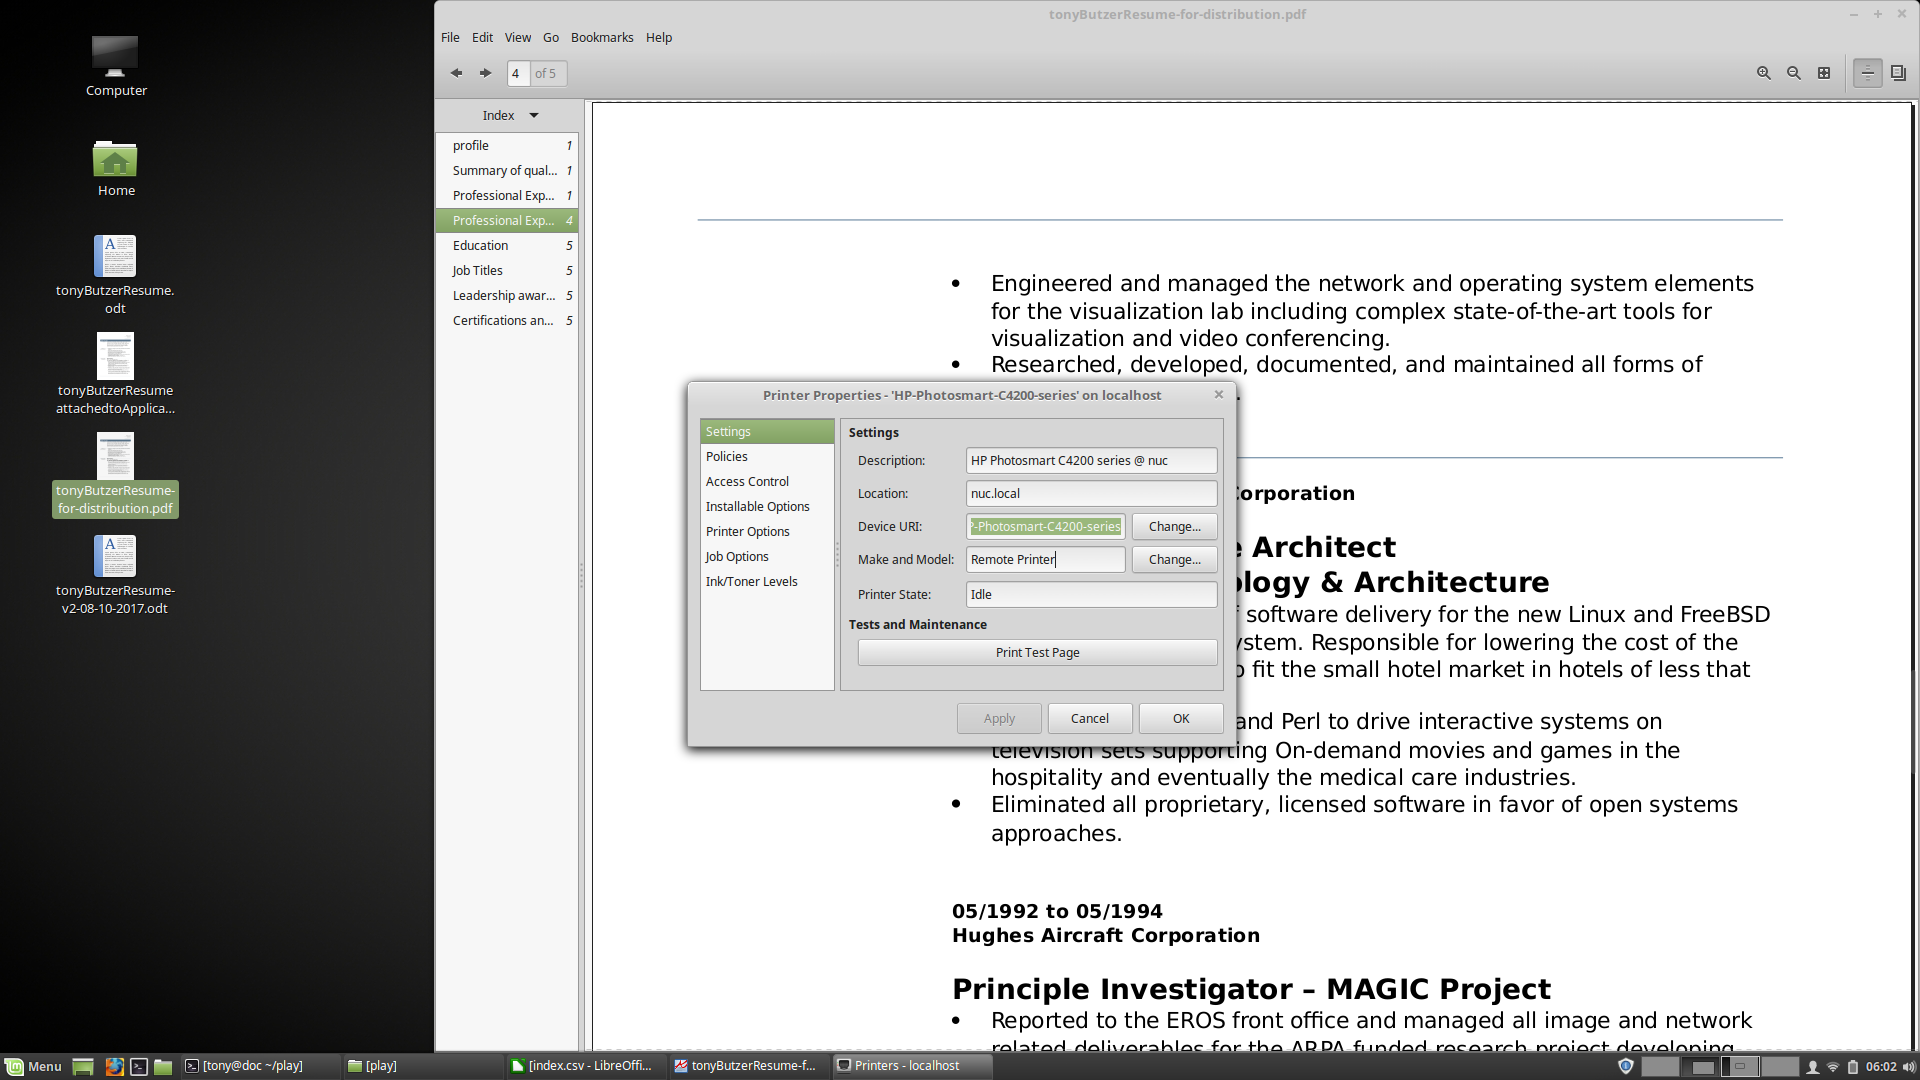 Computer
Home
tonyButzerResume.
odt
tonyButzerResume
attachedtoApplica...
tonyButzerResume-
for-distribution.pdf
tonyButzerResume-
v2-08-10-2017.odt
tonyButzerResume-for-distribution.pdf
File Edit View Go Bookmarks Help
4 of 5
Index
profile 1
Summary of qual... 1
Professional Exp... 1
Professional Exp... 4
Education 5
Job Titles 5
Leadership awar... 5
Certifications an... 5
• Engineered and managed the network and operating system elements
for the visualization lab including complex state-of-the-art tools for
visualization and video conferencing.
• Researched, developed, documented, and maintained all forms of
.
Printer Properties - 'HP-Photosmart-C4200-series' on localhost
Settings
Policies
Access Control
Installable Options
Printer Options
Job Options
Ink/Toner Levels
Settings
Description: HP Photosmart C4200 series @ nuc
Location: nuc.local
Device URI: -Photosmart-C4200-series Change...
Make and Model: Remote Printer Change...
Printer State: Idle
Tests and Maintenance
Print Test Page
Apply Cancel OK
orporation
Architect
ology & Architecture
software delivery for the new Linux and FreeBSD
ystem. Responsible for lowering the cost of the
fit the small hotel market in hotels of less that
and Perl to drive interactive systems on
television sets supporting On-demand movies and games in the
hospitality and eventually the medical care industries.
• Eliminated all proprietary, licensed software in favor of open systems
approaches.
05/1992 to 05/1994
Hughes Aircraft Corporation
Principle Investigator – MAGIC Project
• Reported to the EROS front office and managed all image and network
related deliverables for the ARPA funded research project developing
Menu [tony@doc ~/play] [play] [index.csv - LibreOffi... tonyButzerResume-f... Printers - localhost 06:02